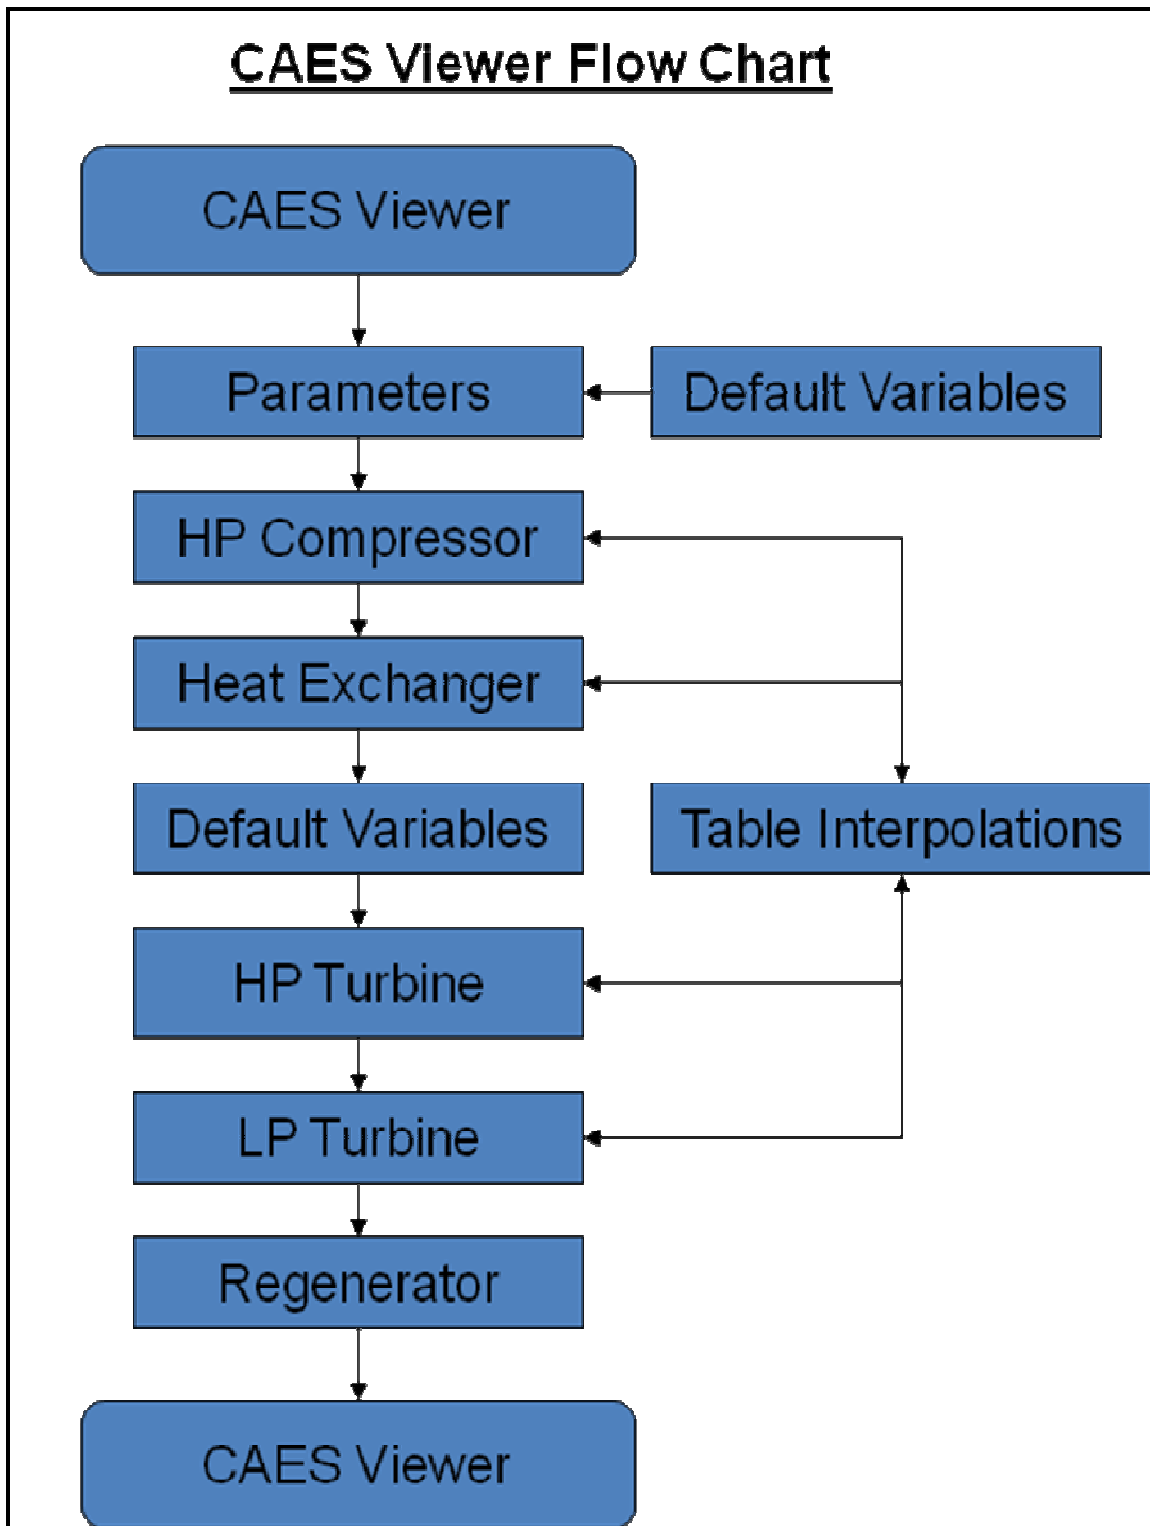 CAES Viewer Flow Chart
CAES Viewer
Parameters
Default Variables
HP Compressor
Heat Exchanger
Default Variables
Table Interpolations
HP Turbine
LP Turbine
Regenerator
CAES Viewer